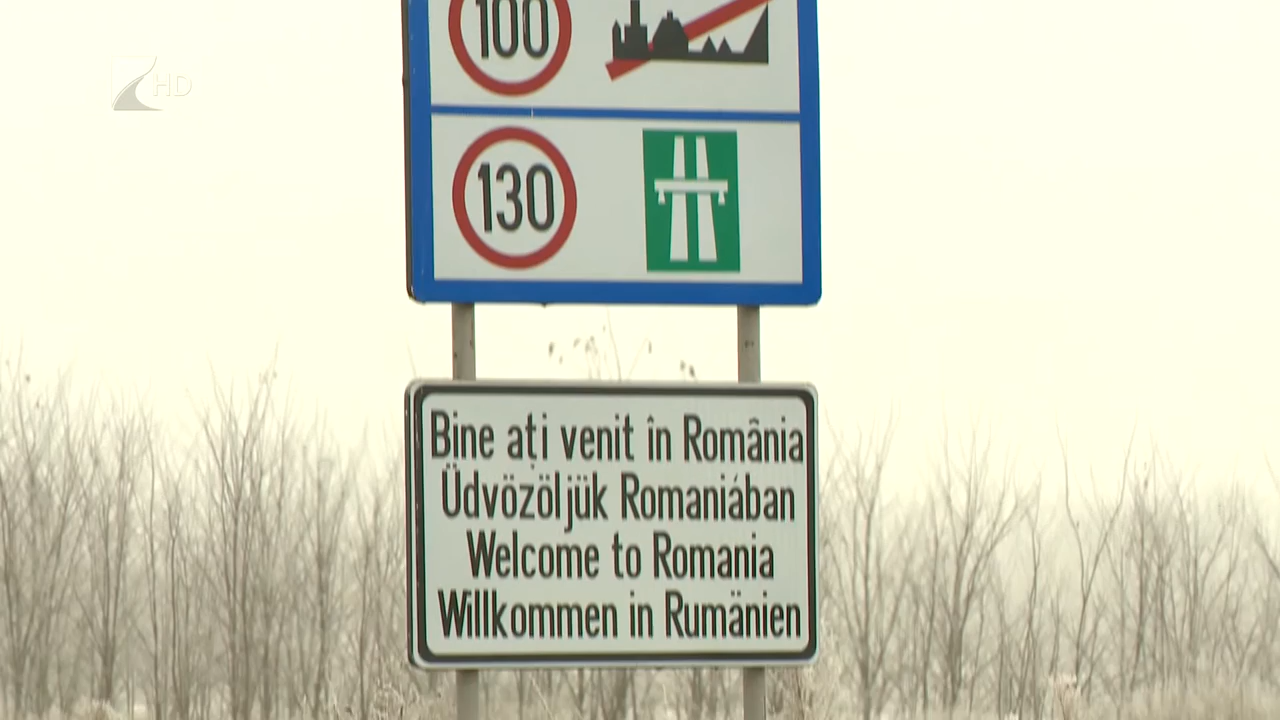 100
HD
130
Bine ați venit în România
Üdvözöljük Romaniában
Welcome to Romania
Willkommen in Rumänien